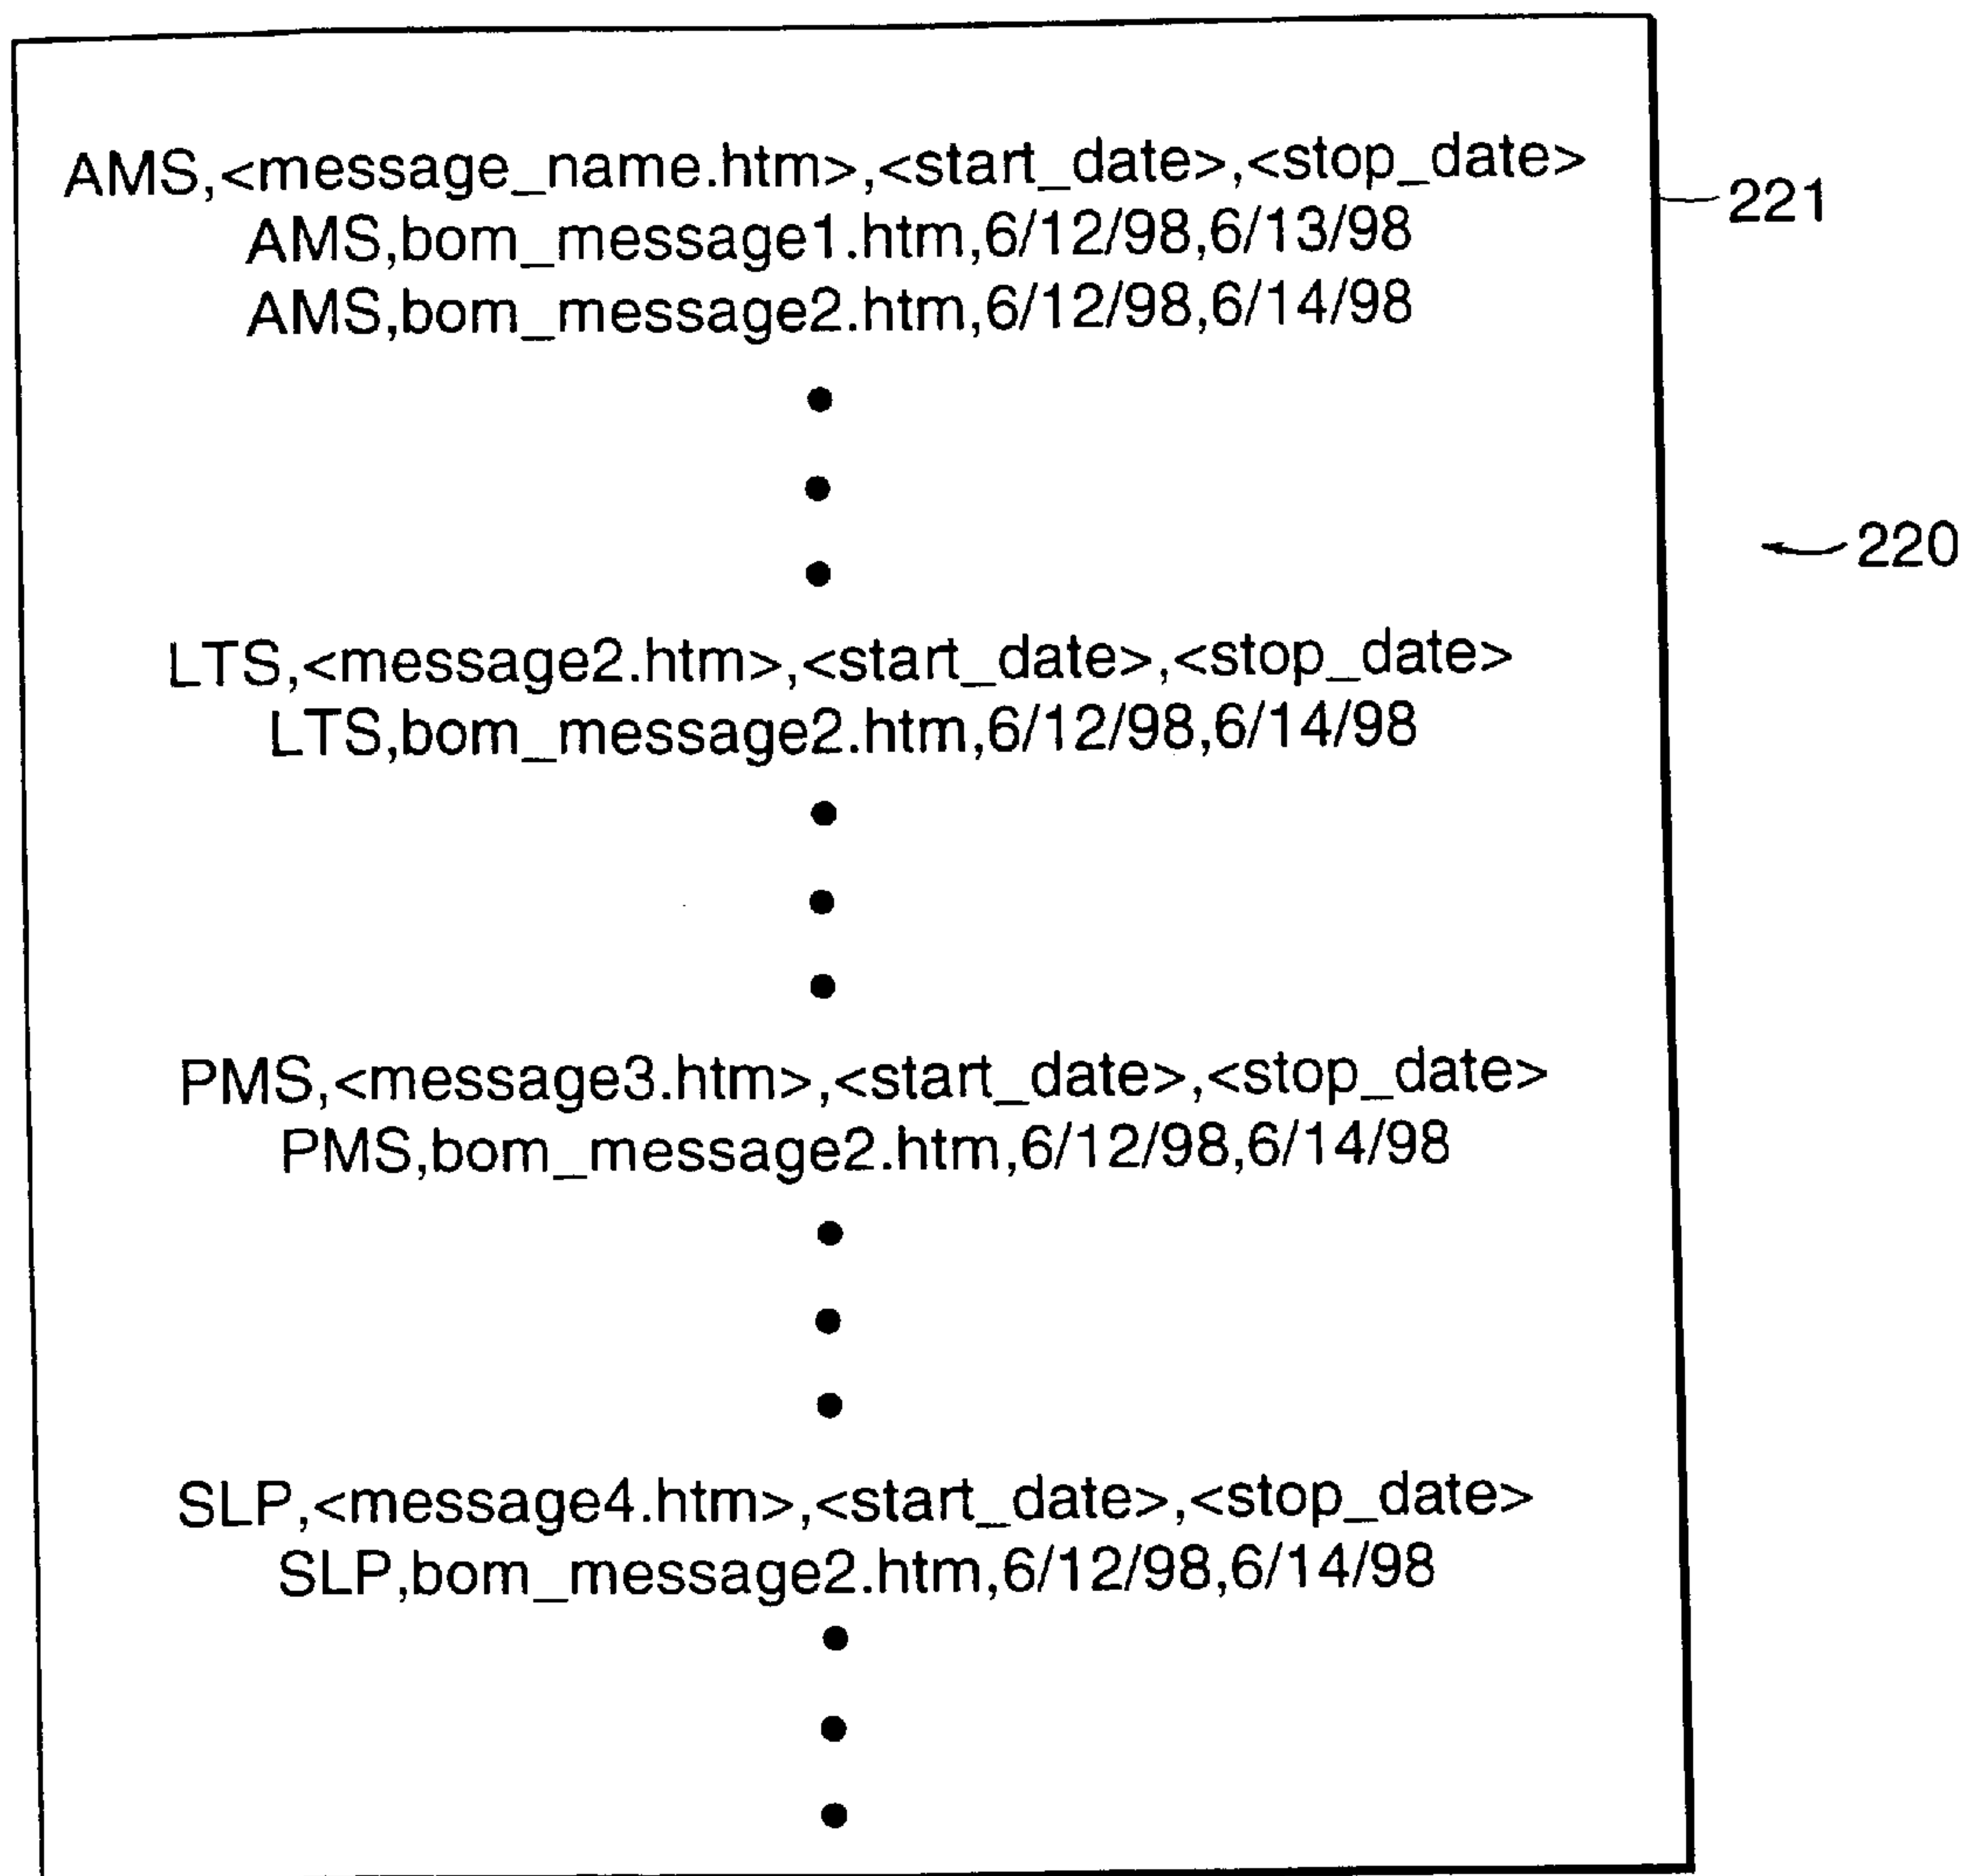 AMS,<message_name.htm>,<start_date>,<stop_date>
221
AMS,bom_message1.htm,6/12/98,6/13/98
AMS,bom_message2.htm,6/12/98,6/14/98
220
LTS,<message2.htm>,<start_date>,<stop_date>
LTS,bom_message2.htm,6/12/98,6/14/98
PMS,<message3.htm>,<start_date>,<stop_date>
PMS,bom_message2.htm,6/12/98,6/14/98
SLP,<message4.htm>,<start_date>,<stop_date>
SLP,bom_message2.htm,6/12/98,6/14/98